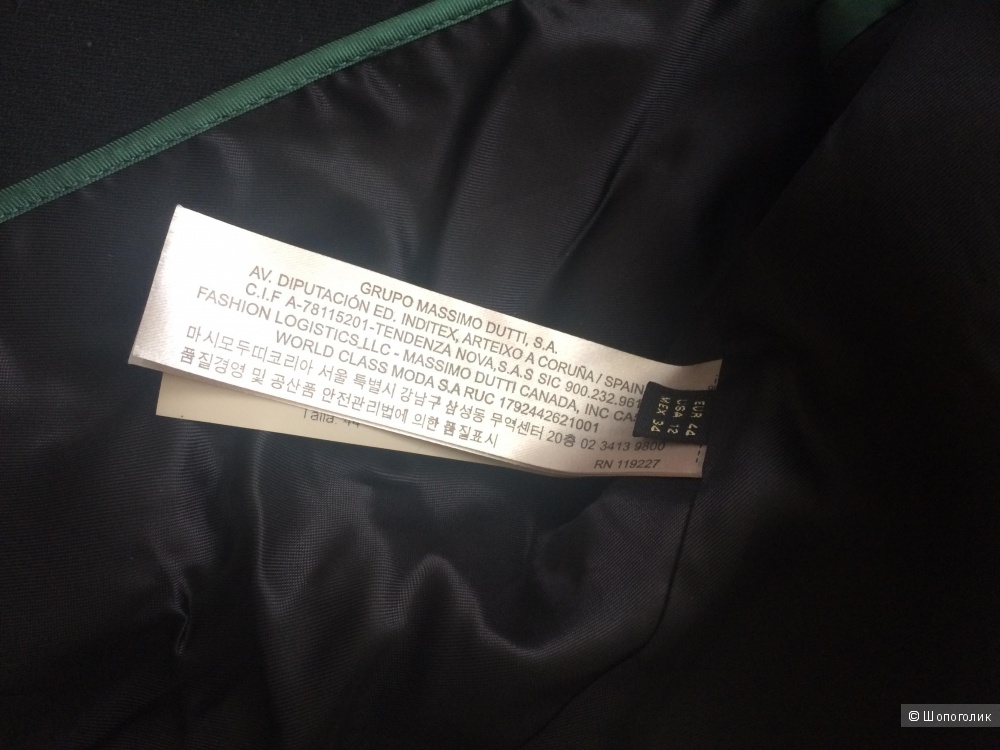 GRUPO MASSIMO DUTTI, S.A.
AV. DIPUTACIÓN ED. INDITEX, ARTEIXO A CORUÑA / SPAIN
C.I.F A-78115201-TENDENZA NOVA,S.A.S SIC 900.232.961
FASHION LOGISTICS,LLC - MASSIMO DUTTI CANADA, INC
WORLD CLASS MODA S.A RUC 1792442621001
마시모두띠코리아 서울 특별시 강남구 삼성동 무역센터 20층 02 3413 9800
품질경영 및 공산품 안전관리법에 의한 품질표시
RN 119227
EUR 44
USA 12
MEX 34
Talla: 44
© Шопоголик